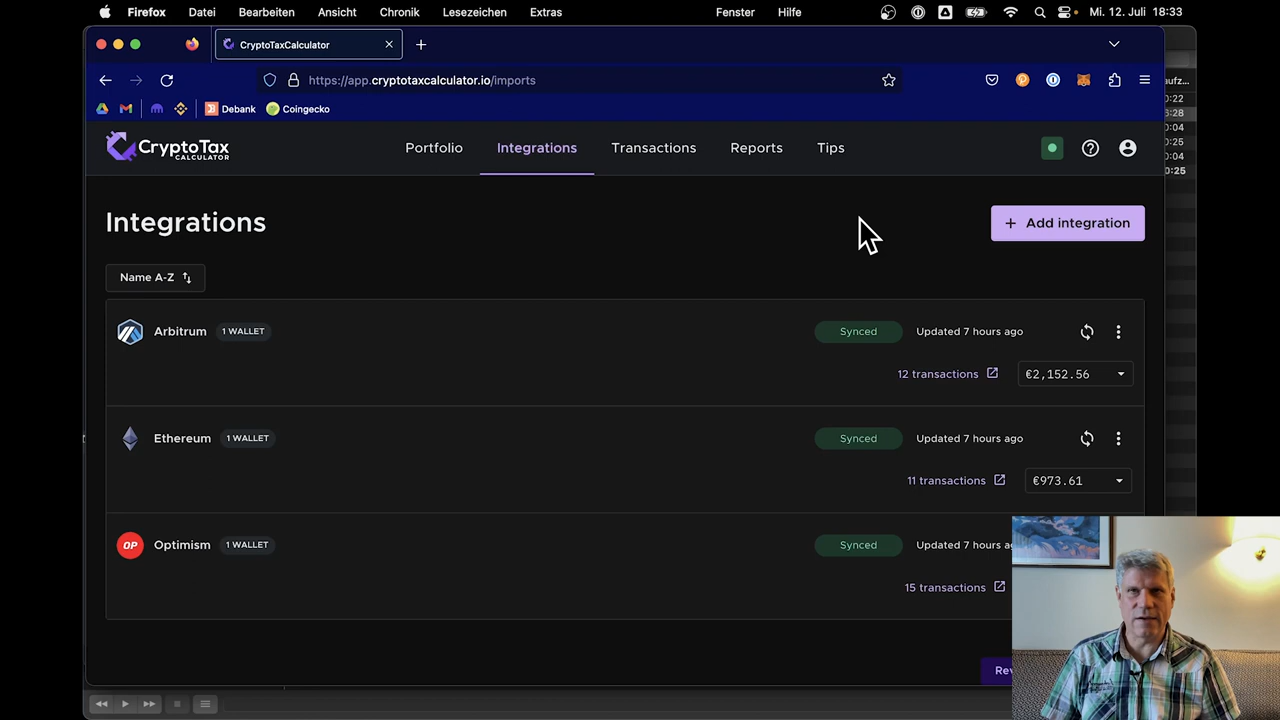 Firefox Datei Bearbeiten Ansicht Chronik Lesezeichen Extras Fenster Hilfe Mi. 12. Juli 18:33
CryptoTaxCalculator
https://app.cryptotaxcalculator.io/imports
Debank Coingecko
CryptoTax
CALCULATOR
Portfolio Integrations Transactions Reports Tips
Integrations
+ Add integration
Name A-Z
Arbitrum 1 WALLET Synced Updated 7 hours ago
12 transactions €2,152.56
Ethereum 1 WALLET Synced Updated 7 hours ago
11 transactions €973.61
OP Optimism 1 WALLET Synced Updated 7 hours
15 transactions